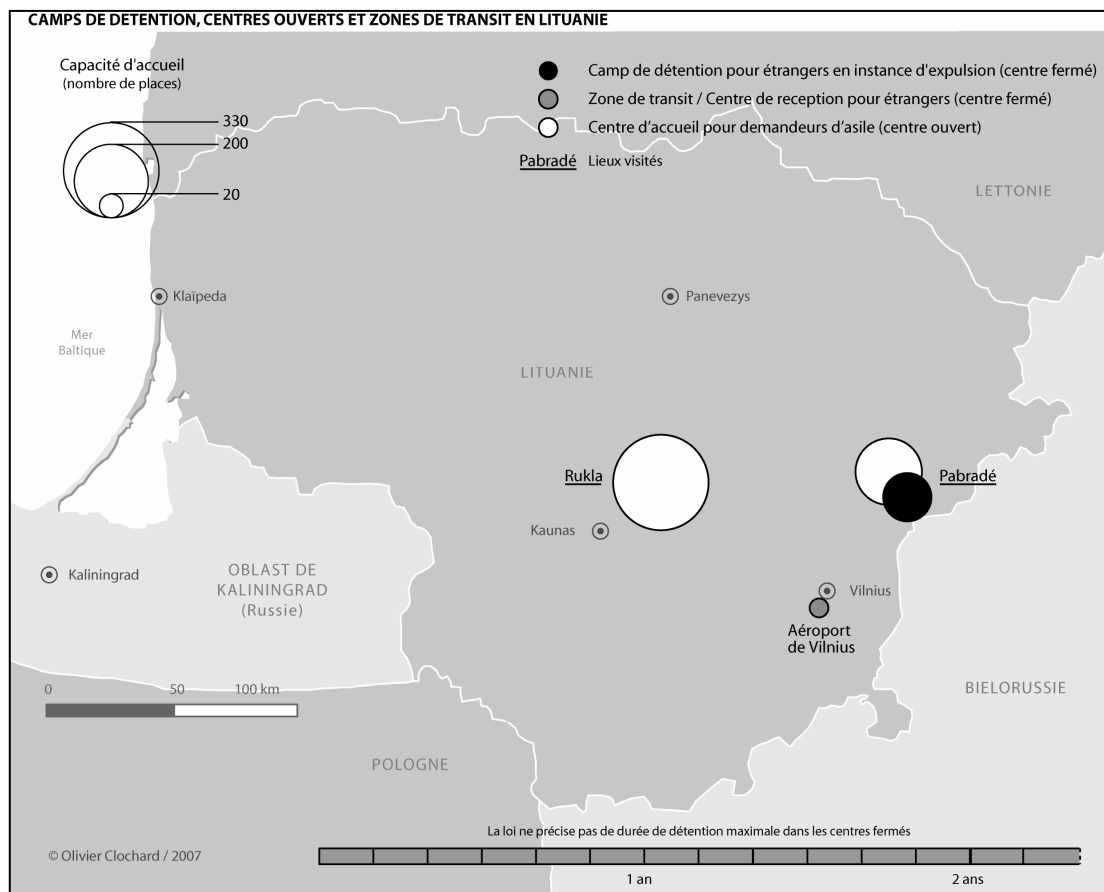 CAMPS DE DETENTION, CENTRES OUVERTS ET ZONES DE TRANSIT EN LITUANIE
Capacité d'accueil
(nombre de places)
330
200
20
Camp de détention pour étrangers en instance d'expulsion (centre fermé)
Zone de transit / Centre de reception pour étrangers (centre fermé)
Centre d'accueil pour demandeurs d'asile (centre ouvert)
Pabradé Lieux visités
LETTONIE
Klaïpeda
Panevezys
Mer
Baltique
LITUANIE
Rukla
Pabradé
Kaunas
Kaliningrad
OBLAST DE
KALININGRAD
(Russie)
Vilnius
Aéroport
de Vilnius
0 50 100 km
BIELORUSSIE
POLOGNE
La loi ne précise pas de durée de détention maximale dans les centres fermés
© Olivier Clochard / 2007
1 an 2 ans